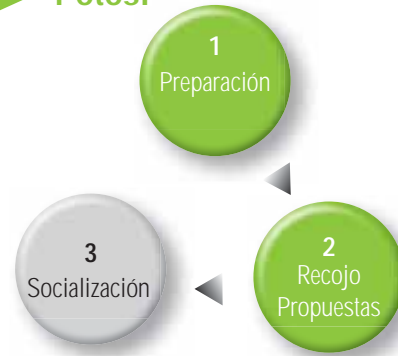 Potosí
1
Preparación
2
Recojo
Propuestas
3
Socialización